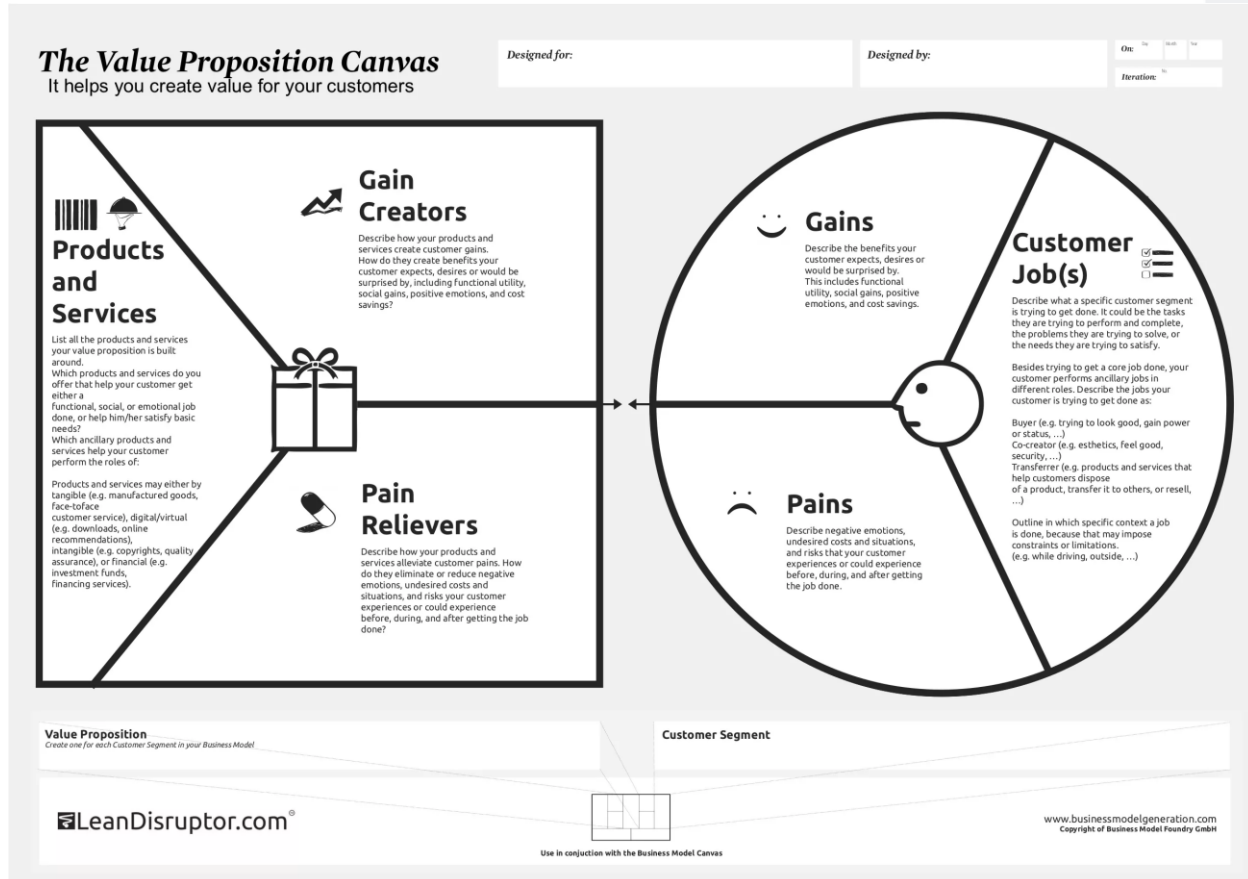 The Value Proposition Canvas
It helps you create value for your customers
Designed for:
Designed by:
On:
Day
Month
Year
Iteration:
No.
Products
and
Services
List all the products and services
your value proposition is built
around.
Which products and services do you
offer that help your customer get
either a
functional, social, or emotional job
done, or help him/her satisfy basic
needs?
Which ancillary products and
services help your customer
perform the roles of:
Products and services may either by
tangible (e.g. manufactured goods,
face-toface
customer service), digital/virtual
(e.g. downloads, online
recommendations),
intangible (e.g. copyrights, quality
assurance), or financial (e.g.
investment funds,
financing services).
Gain
Creators
Describe how your products and
services create customer gains.
How do they create benefits your
customer expects, desires or would be
surprised by, including functional utility,
social gains, positive emotions, and cost
savings?
Pain
Relievers
Describe how your products and
services alleviate customer pains. How
do they eliminate or reduce negative
emotions, undesired costs and
situations, and risks your customer
experiences or could experience
before, during, and after getting the job
done?
Gains
Describe the benefits your
customer expects, desires or
would be surprised by.
This includes functional
utility, social gains, positive
emotions, and cost savings.
Pains
Describe negative emotions,
undesired costs and situations,
and risks that your customer
experiences or could experience
before, during, and after getting
the job done.
Customer
Job(s)
Describe what a specific customer segment
is trying to get done. It could be the tasks
they are trying to perform and complete,
the problems they are trying to solve, or
the needs they are trying to satisfy.
Besides trying to get a core job done, your
customer performs ancillary jobs in
different roles. Describe the jobs your
customer is trying to get done as:
Buyer (e.g. trying to look good, gain power
or status, ...)
Co-creator (e.g. esthetics, feel good,
security, ...)
Transferrer (e.g. products and services that
help customers dispose
of a product, transfer it to others, or resell,
...)
Outline in which specific context a job
is done, because that may impose
constraints or limitations.
(e.g. while driving, outside, ...)
Value Proposition
Create one for each Customer Segment in your Business Model
Customer Segment
LeanDisruptor.com®
Use in conjuction with the Business Model Canvas
www.businessmodelgeneration.com
Copyright of Business Model Foundry GmbH